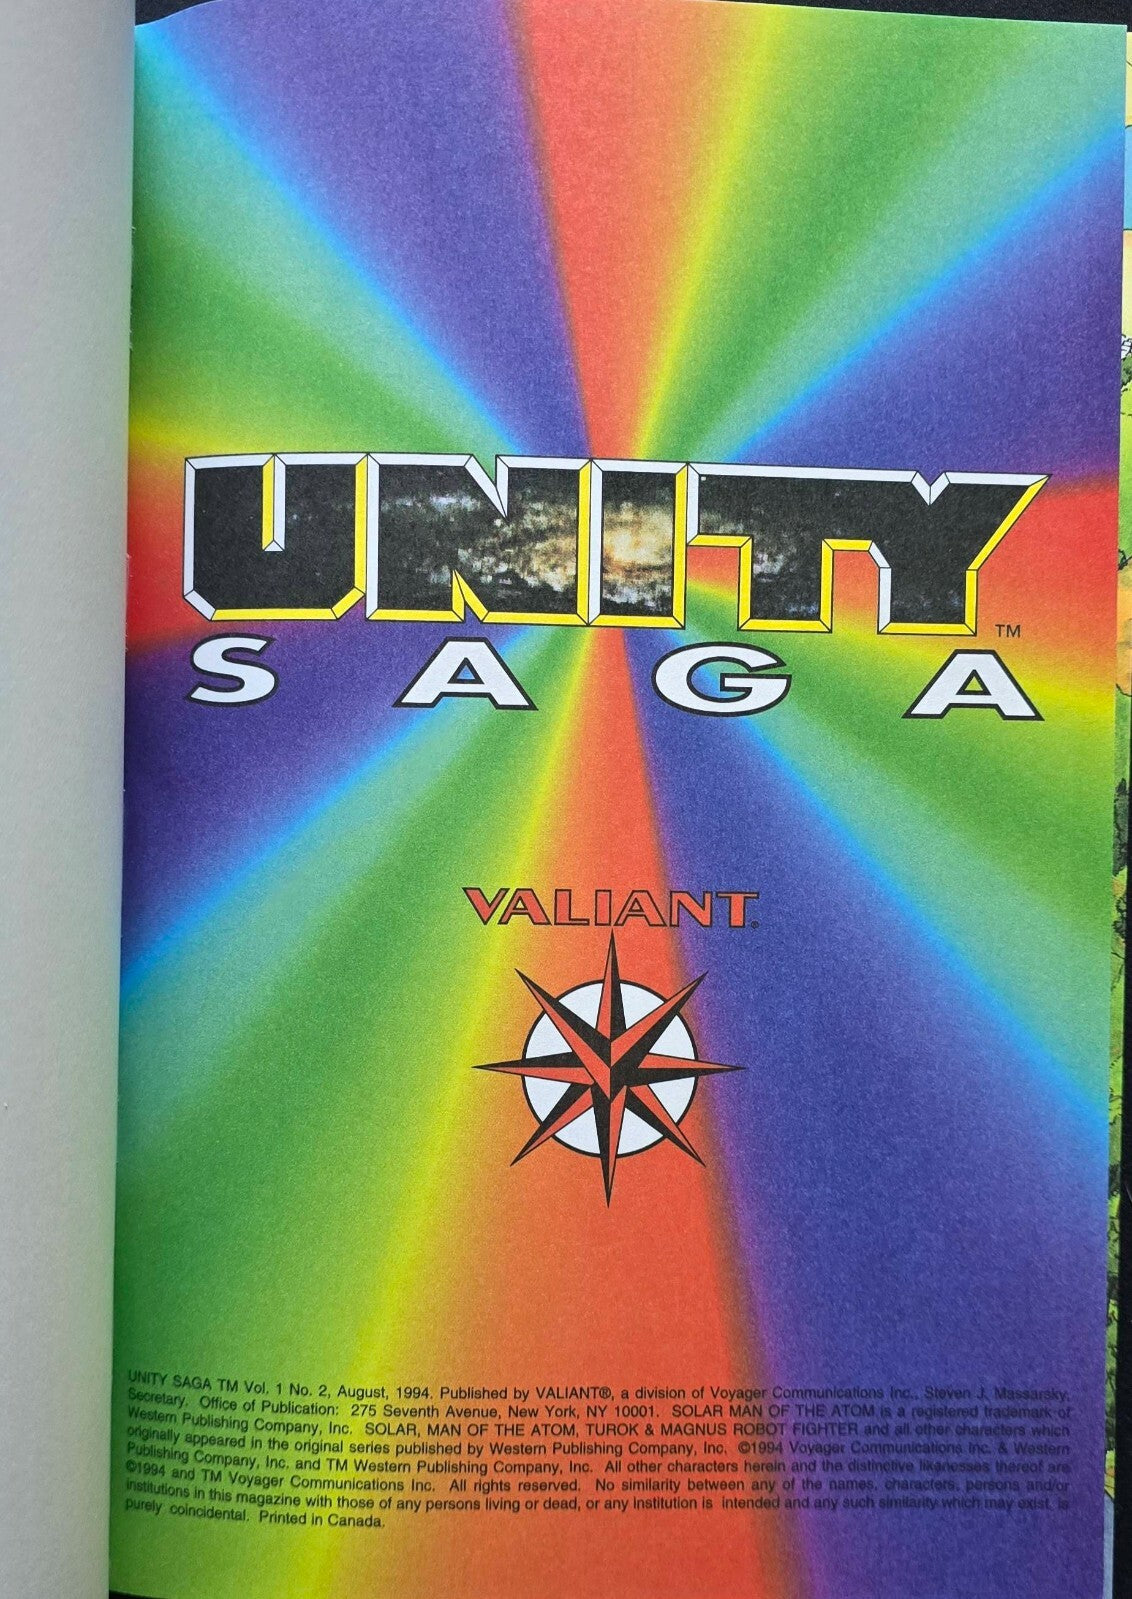 UNITY
TM
SAGA
VALIANT®
UNITY SAGA TM Vol. 1 No. 2, August, 1994. Published by VALIANT®, a division of Voyager Communications Inc., Steven J. Massarsky,
Secretary. Office of Publication: 275 Seventh Avenue, New York, NY 10001. SOLAR MAN OF THE ATOM is a registered trademark of
Western Publishing Company, Inc. SOLAR, MAN OF THE ATOM, TUROK & MAGNUS ROBOT FIGHTER and all other characters which
originally appeared in the original series published by Western Publishing Company, Inc. ©1994 Voyager Communications Inc. & Western
Publishing Company, Inc. and TM Western Publishing Company, Inc. All other characters herein and the distinctive likenesses thereof are
©1994 and TM Voyager Communications Inc. All rights reserved. No similarity between any of the names, characters, persons and/or
institutions in this magazine with those of any persons living or dead, or any institution is intended and any such similarity which may exist, is
purely coincidental. Printed in Canada.